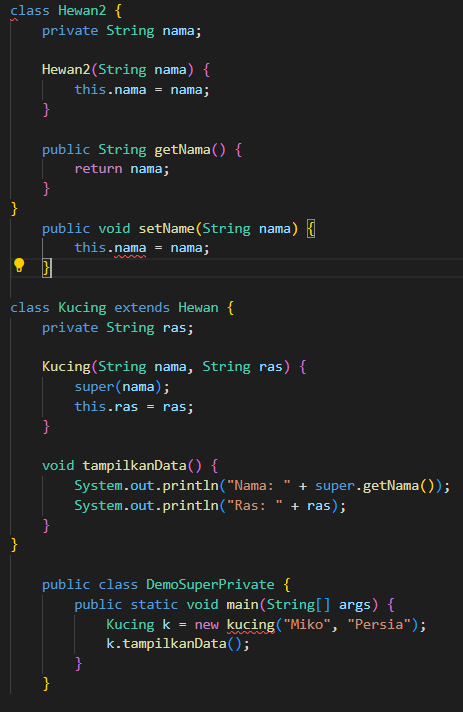 class Hewan2 {
    private String nama;

    Hewan2(String nama) {
        this.nama = nama;
    }

    public String getNama() {
        return nama;
    }
}
    public void setName(String nama) {
        this.nama = nama;
    }

class Kucing extends Hewan {
    private String ras;

    Kucing(String nama, String ras) {
        super(nama);
        this.ras = ras;
    }

    void tampilkanData() {
        System.out.println("Nama: " + super.getNama());
        System.out.println("Ras: " + ras);
    }
}

    public class DemoSuperPrivate {
        public static void main(String[] args) {
            Kucing k = new kucing("Miko", "Persia");
            k.tampilkanData();
        }
    }